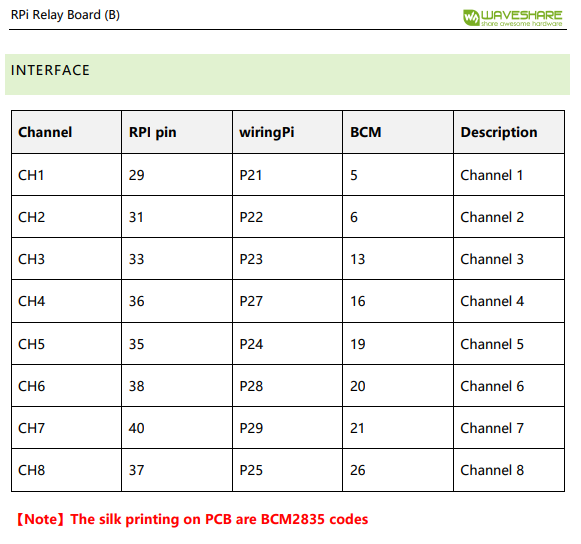 RPi Relay Board (B)
WAVESHARE
share awesome hardware
INTERFACE
Channel RPI pin wiringPi BCM Description
CH1 29 P21 5 Channel 1
CH2 31 P22 6 Channel 2
CH3 33 P23 13 Channel 3
CH4 36 P27 16 Channel 4
CH5 35 P24 19 Channel 5
CH6 38 P28 20 Channel 6
CH7 40 P29 21 Channel 7
CH8 37 P25 26 Channel 8
【Note】The silk printing on PCB are BCM2835 codes